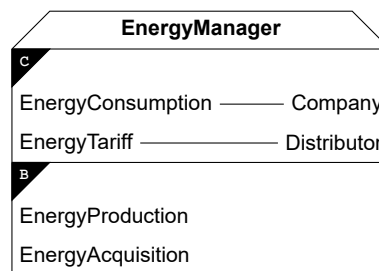 EnergyManager
C
EnergyConsumption Company
EnergyTariff Distributor
B
EnergyProduction
EnergyAcquisition